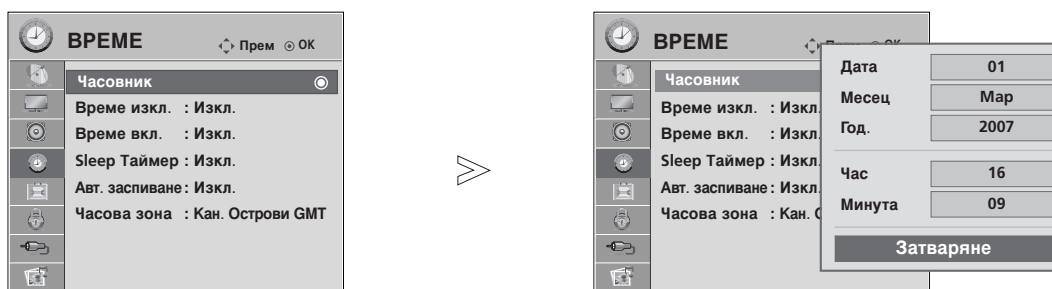 ВРЕМЕ
Прем OK
Часовник
Време изкл. : Изкл.
Време вкл. : Изкл.
Sleep Таймер : Изкл.
Авт. заспиване : Изкл.
Часова зона : Кан. Острови GMT
ВРЕМЕ
Часовник
Време изкл. : Изкл.
Време вкл. : Изкл.
Sleep Таймер : Изкл.
Авт. заспиване : Изкл.
Часова зона : Кан.
Дата 01
Месец Мар
Год. 2007
Час 16
Минута 09
Затваряне